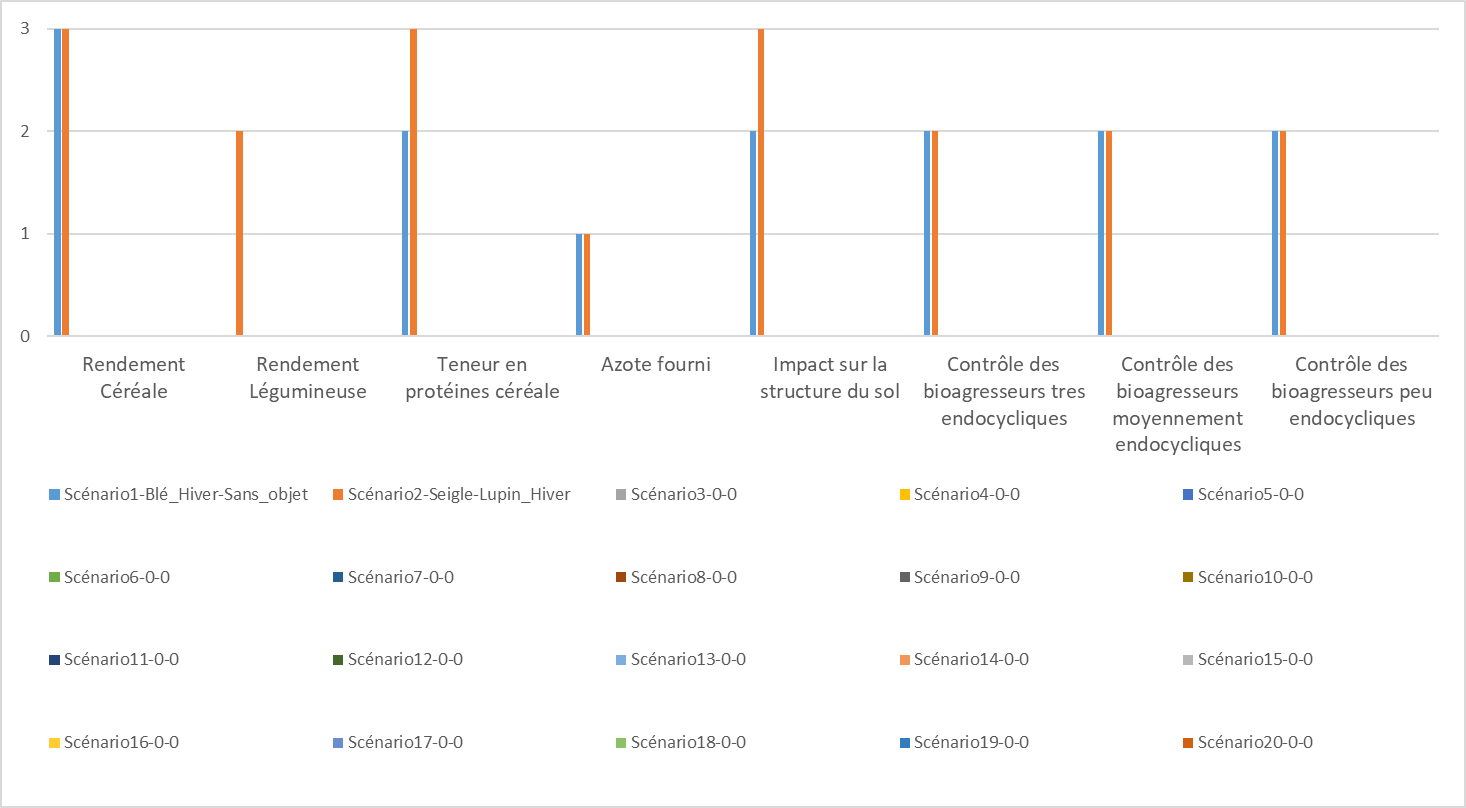 3
2
1
0
Rendement
Céréale
Rendement
Légumineuse
Teneur en
protéines céréale
Azote fourni
Impact sur la
structure du sol
Contrôle des
bioagresseurs tres
endocycliques
Contrôle des
bioagresseurs
moyennement
endocycliques
Contrôle des
bioagresseurs peu
endocycliques
Scénario1-Blé_Hiver-Sans_objet
Scénario2-Seigle-Lupin_Hiver
Scénario3-0-0
Scénario4-0-0
Scénario5-0-0
Scénario6-0-0
Scénario7-0-0
Scénario8-0-0
Scénario9-0-0
Scénario10-0-0
Scénario11-0-0
Scénario12-0-0
Scénario13-0-0
Scénario14-0-0
Scénario15-0-0
Scénario16-0-0
Scénario17-0-0
Scénario18-0-0
Scénario19-0-0
Scénario20-0-0